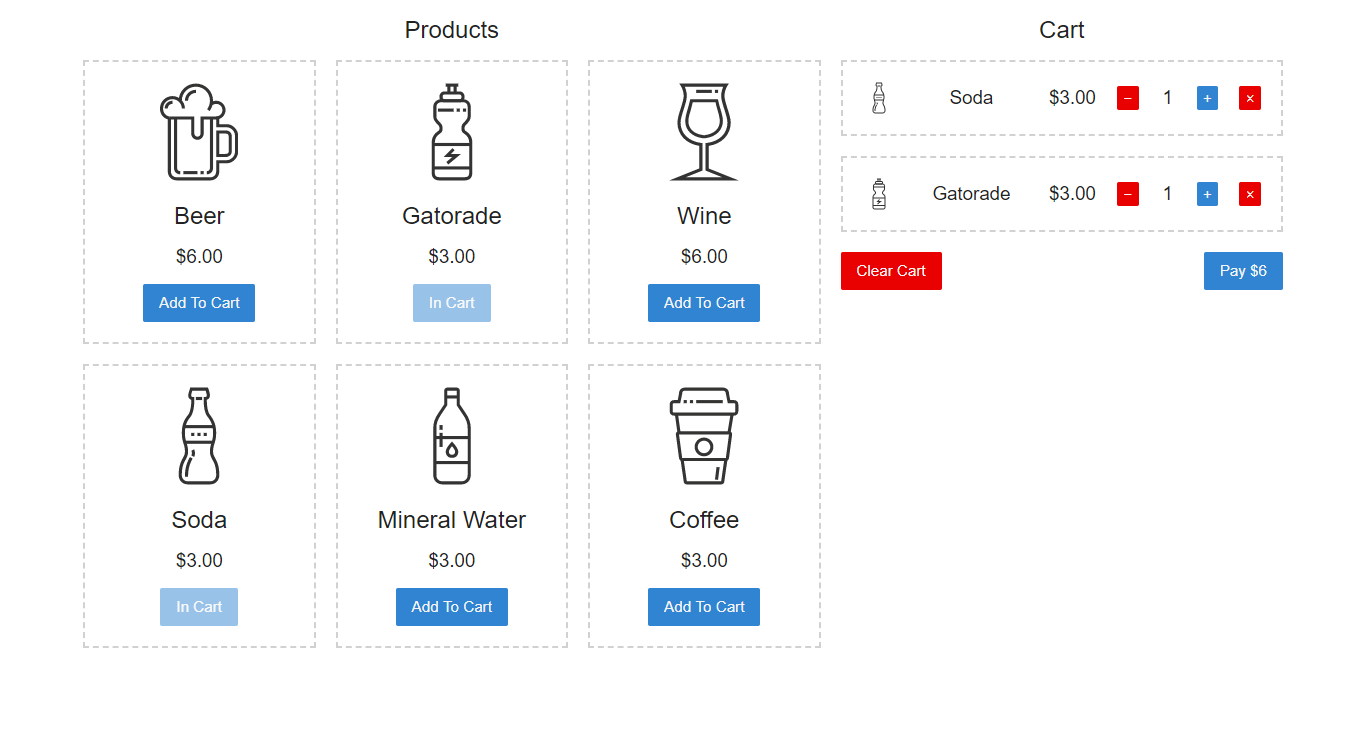 Products
Beer
$6.00
Add To Cart
Gatorade
$3.00
In Cart
Wine
$6.00
Add To Cart
Soda
$3.00
In Cart
Mineral Water
$3.00
Add To Cart
Coffee
$3.00
Add To Cart
Cart
Soda $3.00 − 1 + ×
Gatorade $3.00 − 1 + ×
Clear Cart Pay $6